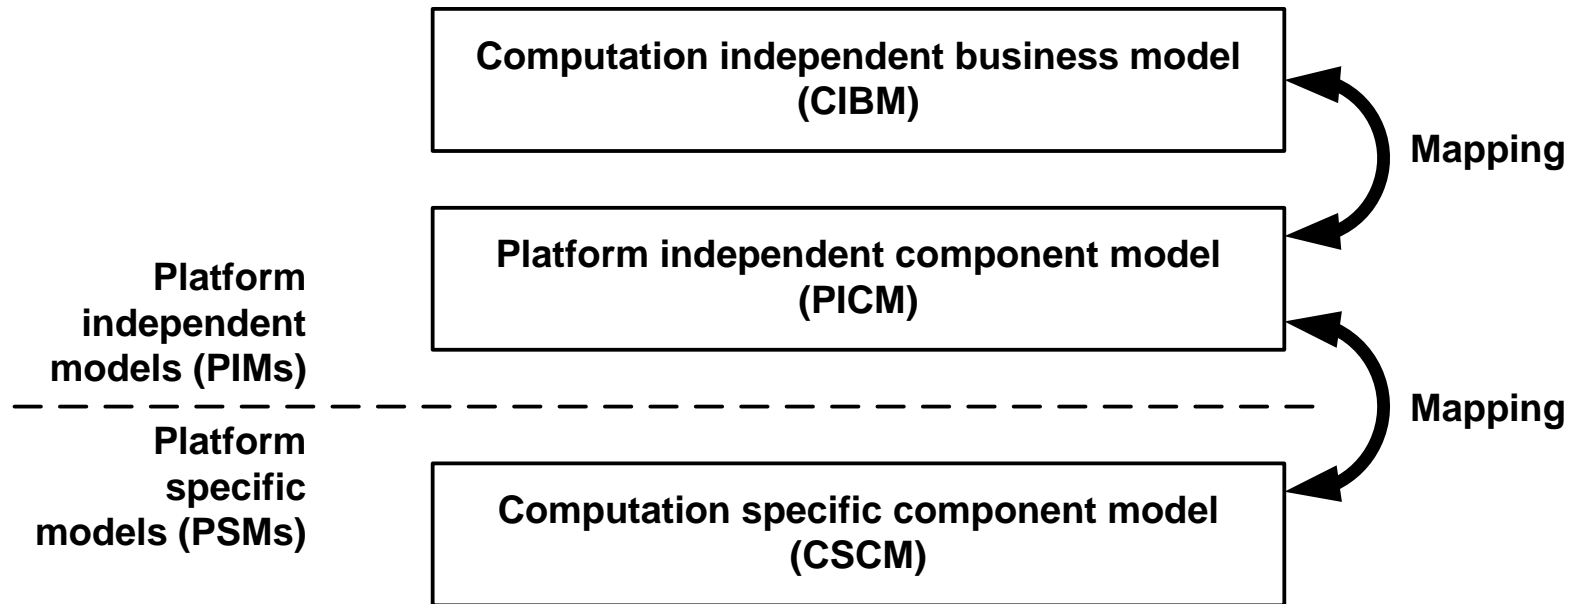 Computation independent business model
(CIBM)
Mapping
Platform independent component model
(PICM)
Platform
independent
models (PIMs)
Mapping
Platform
specific
models (PSMs)
Computation specific component model
(CSCM)